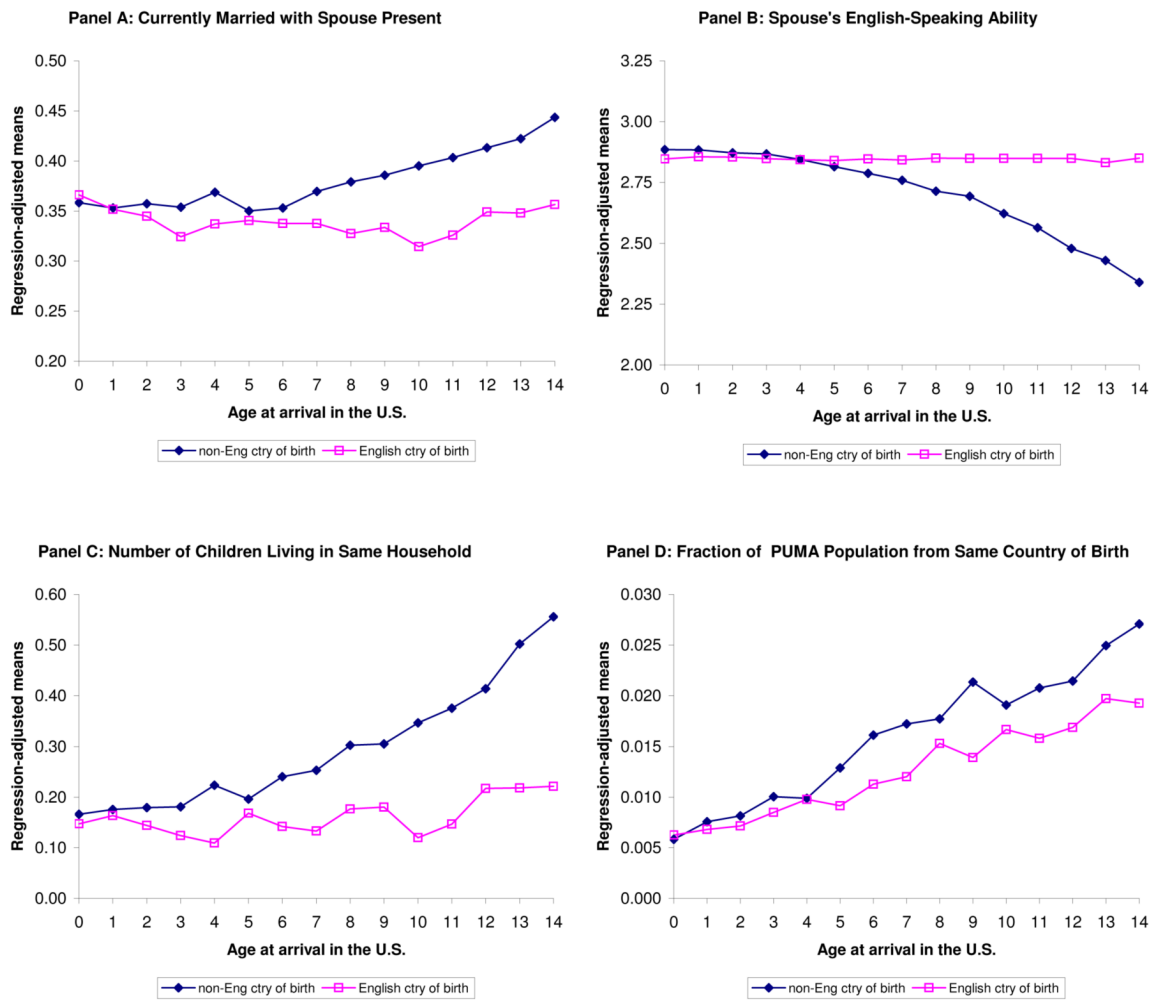 Panel A: Currently Married with Spouse Present
Regression-adjusted means
0.50
0.45
0.40
0.35
0.30
0.25
0.20
0 1 2 3 4 5 6 7 8 9 10 11 12 13 14
Age at arrival in the U.S.
non-Eng ctry of birth English ctry of birth
Panel B: Spouse's English-Speaking Ability
Regression-adjusted means
3.25
3.00
2.75
2.50
2.25
2.00
0 1 2 3 4 5 6 7 8 9 10 11 12 13 14
Age at arrival in the U.S.
non-Eng ctry of birth English ctry of birth
Panel C: Number of Children Living in Same Household
Regression-adjusted means
0.60
0.50
0.40
0.30
0.20
0.10
0.00
0 1 2 3 4 5 6 7 8 9 10 11 12 13 14
Age at arrival in the U.S.
non-Eng ctry of birth English ctry of birth
Panel D: Fraction of PUMA Population from Same Country of Birth
Regression-adjusted means
0.030
0.025
0.020
0.015
0.010
0.005
0.000
0 1 2 3 4 5 6 7 8 9 10 11 12 13 14
Age at arrival in the U.S.
non-Eng ctry of birth English ctry of birth